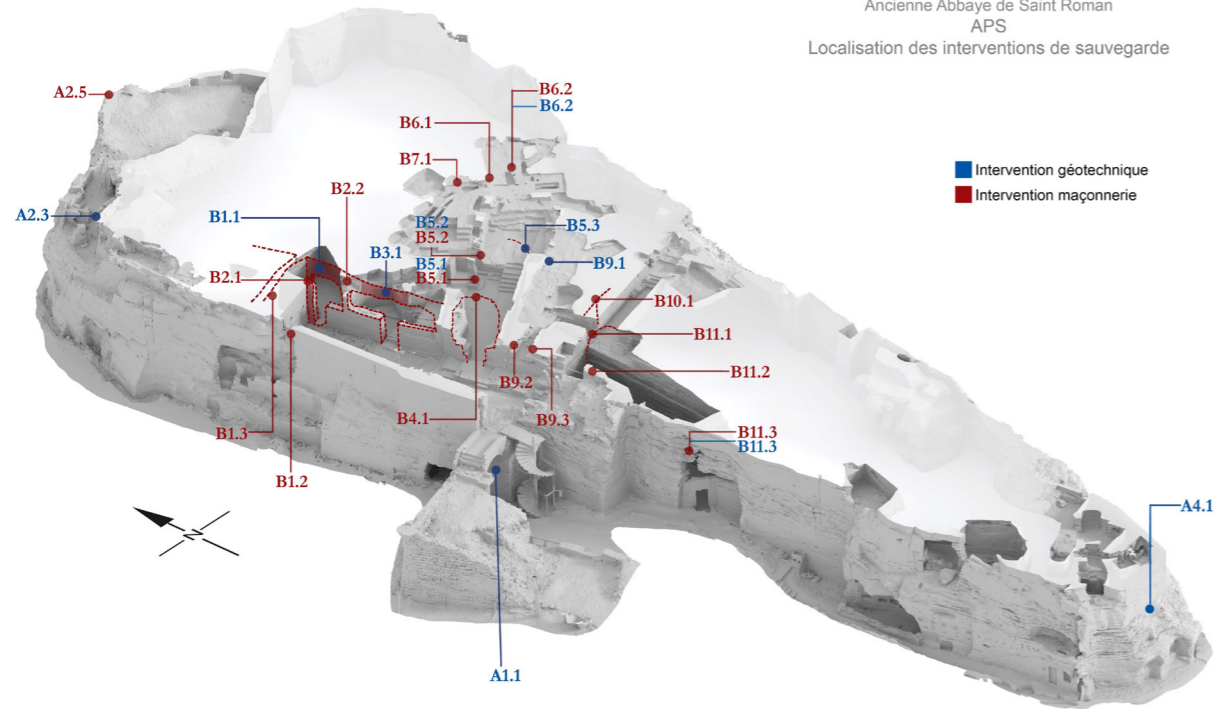 Ancienne Abbaye de Saint Roman
APS
Localisation des interventions de sauvegarde
Intervention géotechnique
Intervention maçonnerie
A2.5
B6.2
B6.2
B6.1
B7.1
B2.2
A2.3
B1.1
B5.2
B5.2
B5.3
B3.1
B5.1
B5.1
B9.1
B2.1
B10.1
B11.1
B11.2
B9.2
B4.1
B9.3
B1.3
B11.3
B11.3
B1.2
A4.1
N
A1.1